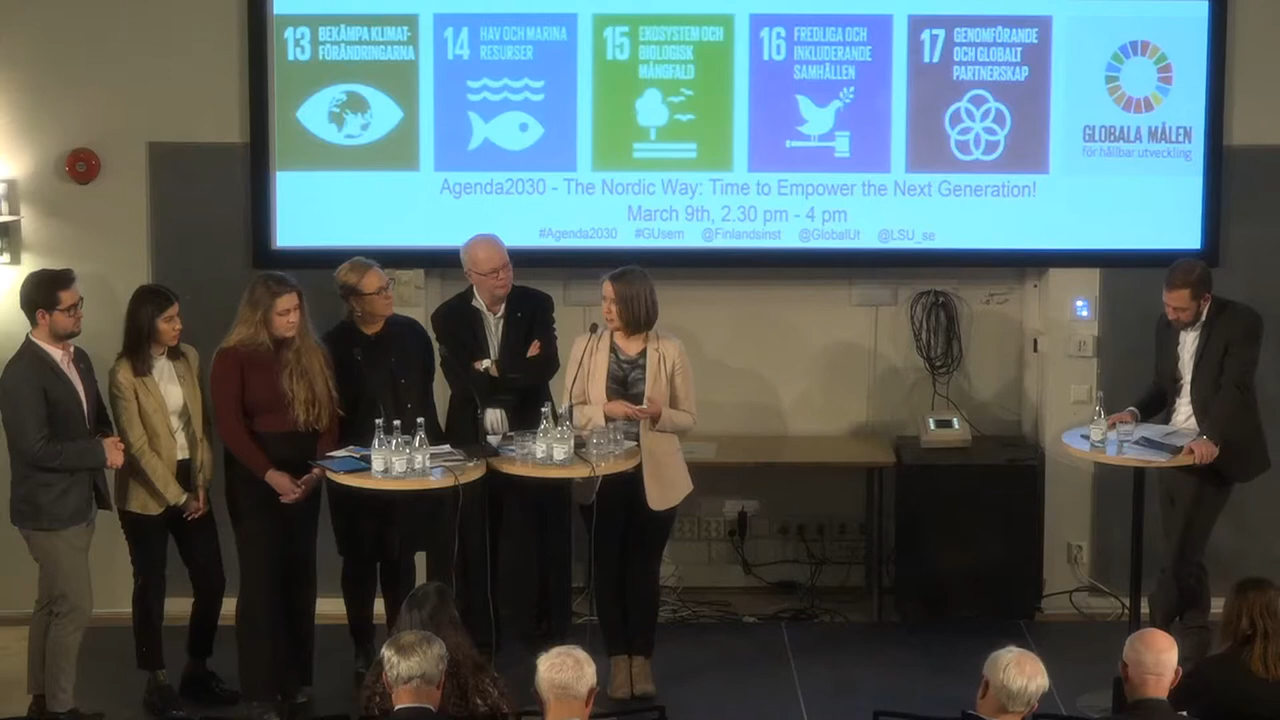 13 BEKÄMPA KLIMAT-
FÖRÄNDRINGARNA
14 HAV OCH MARINA
RESURSER
15 EKOSYSTEM OCH
BIOLOGISK
MÅNGFALD
16 FREDLIGA OCH
INKLUDERANDE
SAMHÄLLEN
17 GENOMFÖRANDE
OCH GLOBALT
PARTNERSKAP
GLOBALA MÅLEN
för hållbar utveckling
Agenda2030 - The Nordic Way: Time to Empower the Next Generation!
March 9th, 2.30 pm - 4 pm
#Agenda2030 #GUsem @Finlandsinst @GlobalUt @LSU_se